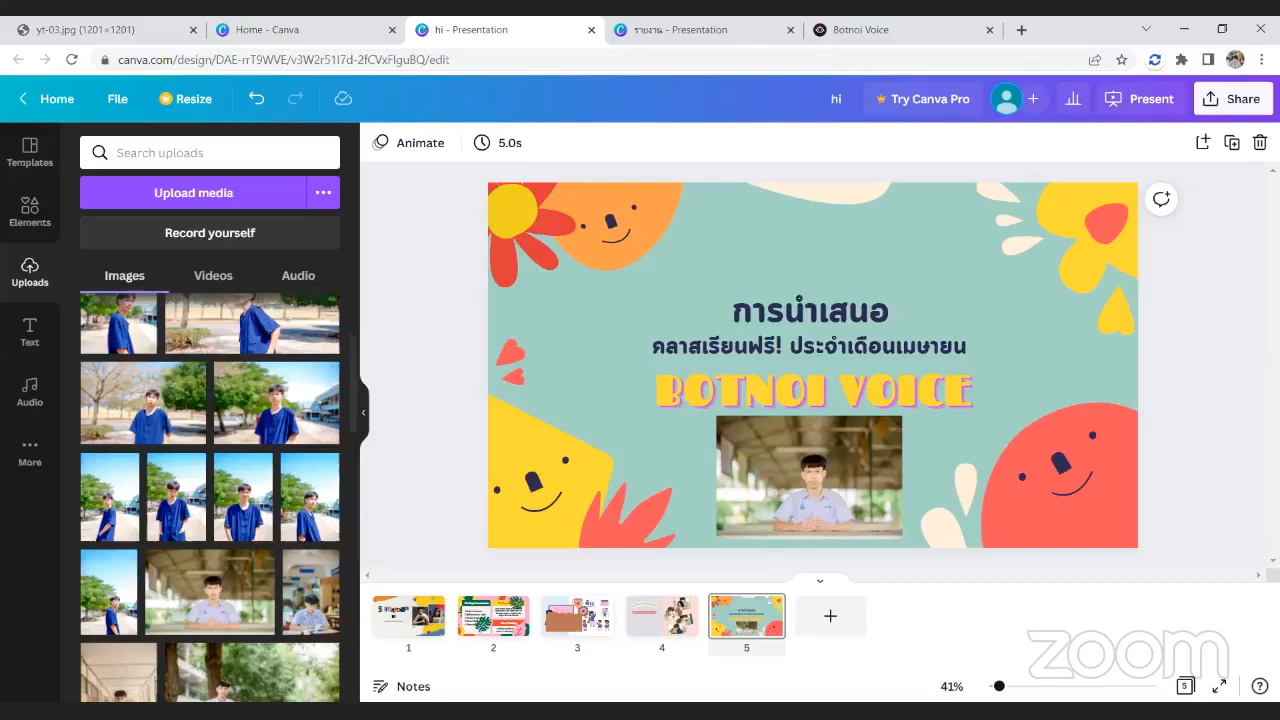 yt-03.jpg (1201×1201)
Home - Canva
hi - Presentation
รายงาน - Presentation
Botnoi Voice
canva.com/design/DAE-rrT9WVE/v3W2r51I7d-2fCVxFlguBQ/edit
Home
File
Resize
hi
Try Canva Pro
Present
Share
Templates
Elements
Uploads
Text
Audio
More
Search uploads
Upload media
Record yourself
Images
Videos
Audio
Animate
5.0s
การนำเสนอ
คลาสเรียนฟรี! ประจำเดือนเมษายน
BOTNOI VOICE
1
2
3
4
5
Notes
41%
5
zoom